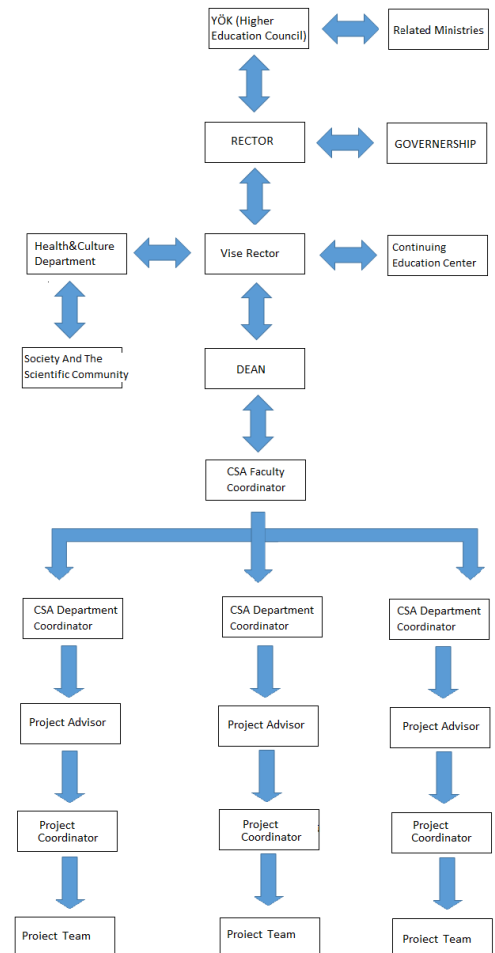 YÖK (Higher
Education Council)
Related Ministries
RECTOR
GOVERNERSHIP
Health&Culture
Department
Vise Rector
Continuing
Education Center
Society And The
Scientific Community
DEAN
CSA Faculty
Coordinator
CSA Department
Coordinator
CSA Department
Coordinator
CSA Department
Coordinator
Project Advisor
Project Advisor
Project Advisor
Project
Coordinator
Project
Coordinator
Project
Coordinator
Project Team
Project Team
Project Team